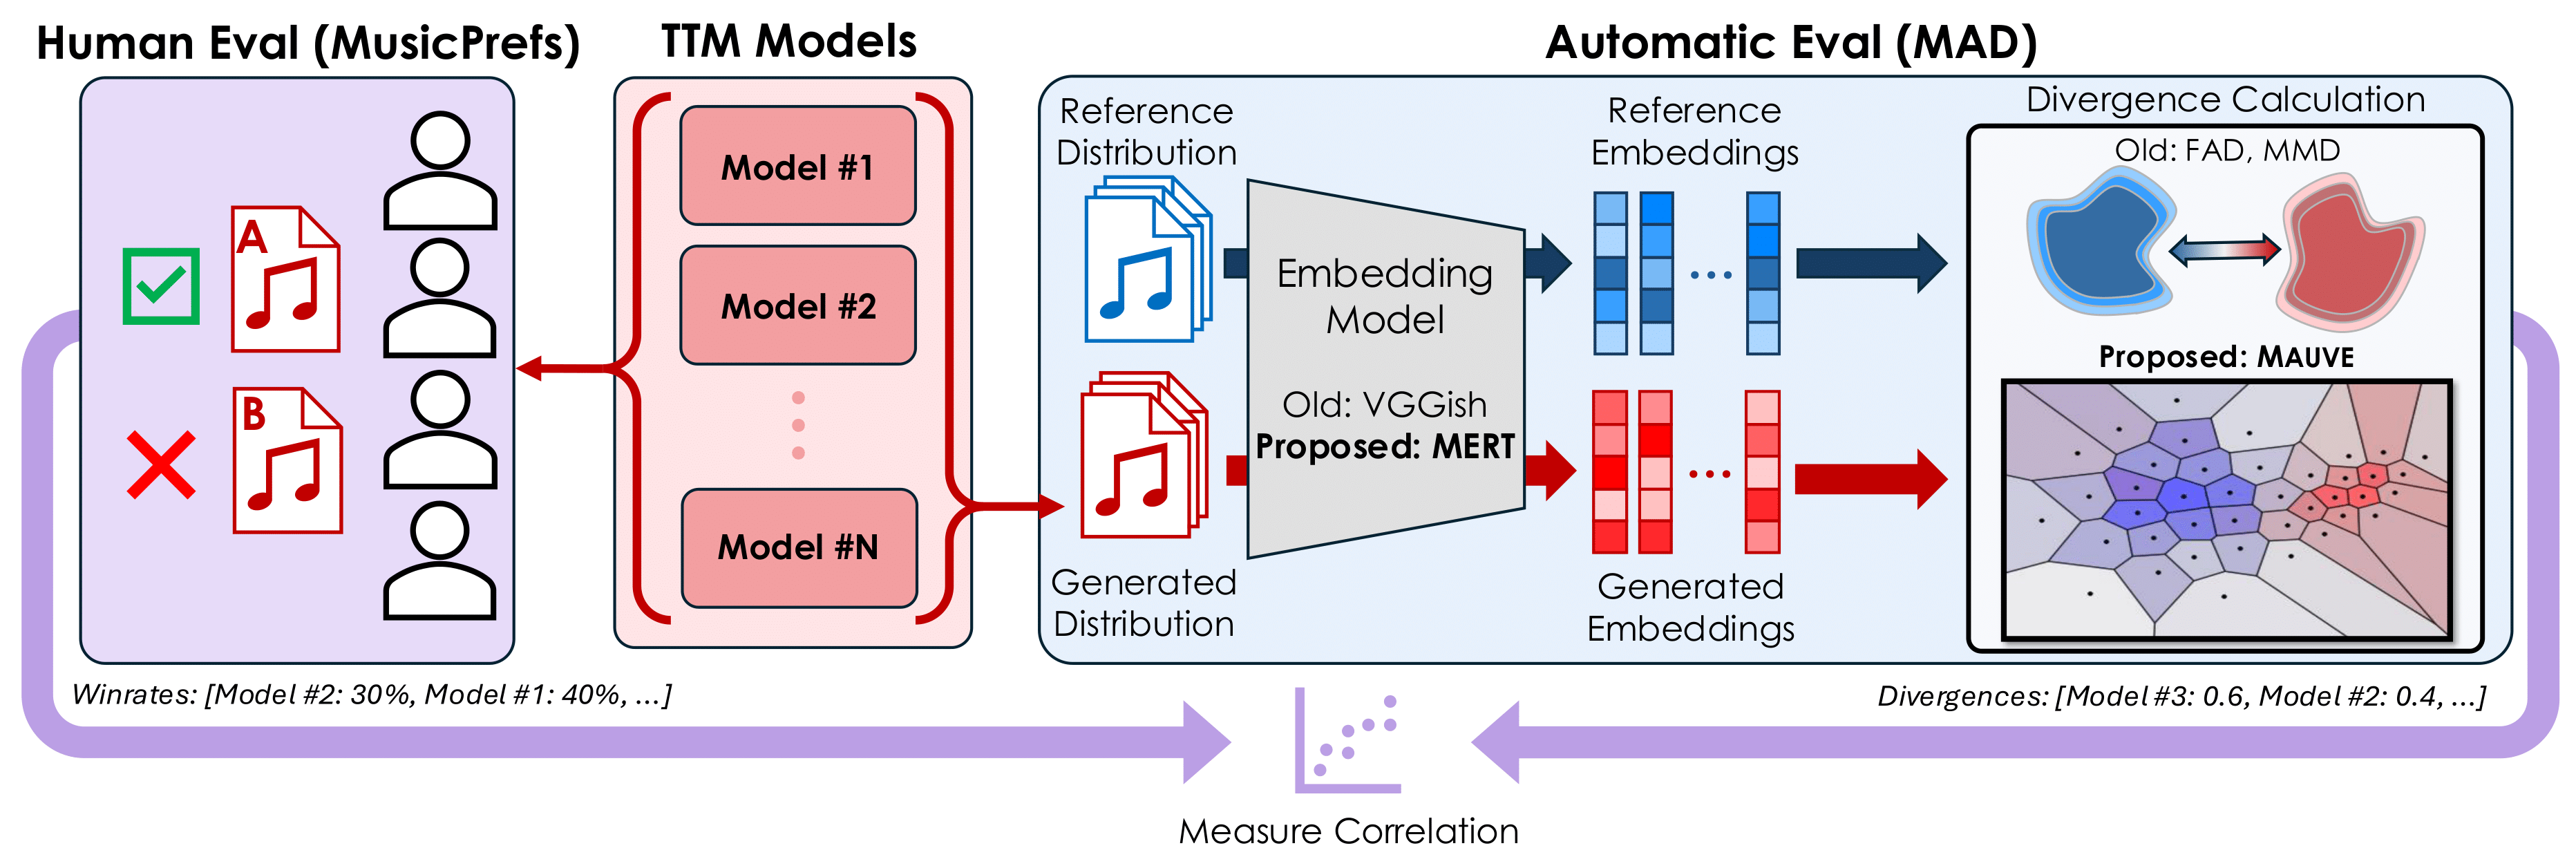 Human Eval (MusicPrefs)
A
B
TTM Models
Model #1
Model #2
Model #N
Automatic Eval (MAD)
Reference
Distribution
Generated
Distribution
Embedding
Model
Old: VGGish
Proposed: MERT
Reference
Embeddings
...
...
Generated
Embeddings
Divergence Calculation
Old: FAD, MMD
Proposed: MAUVE
Winrates: [Model #2: 30%, Model #1: 40%, ...]
Divergences: [Model #3: 0.6, Model #2: 0.4, ...]
Measure Correlation